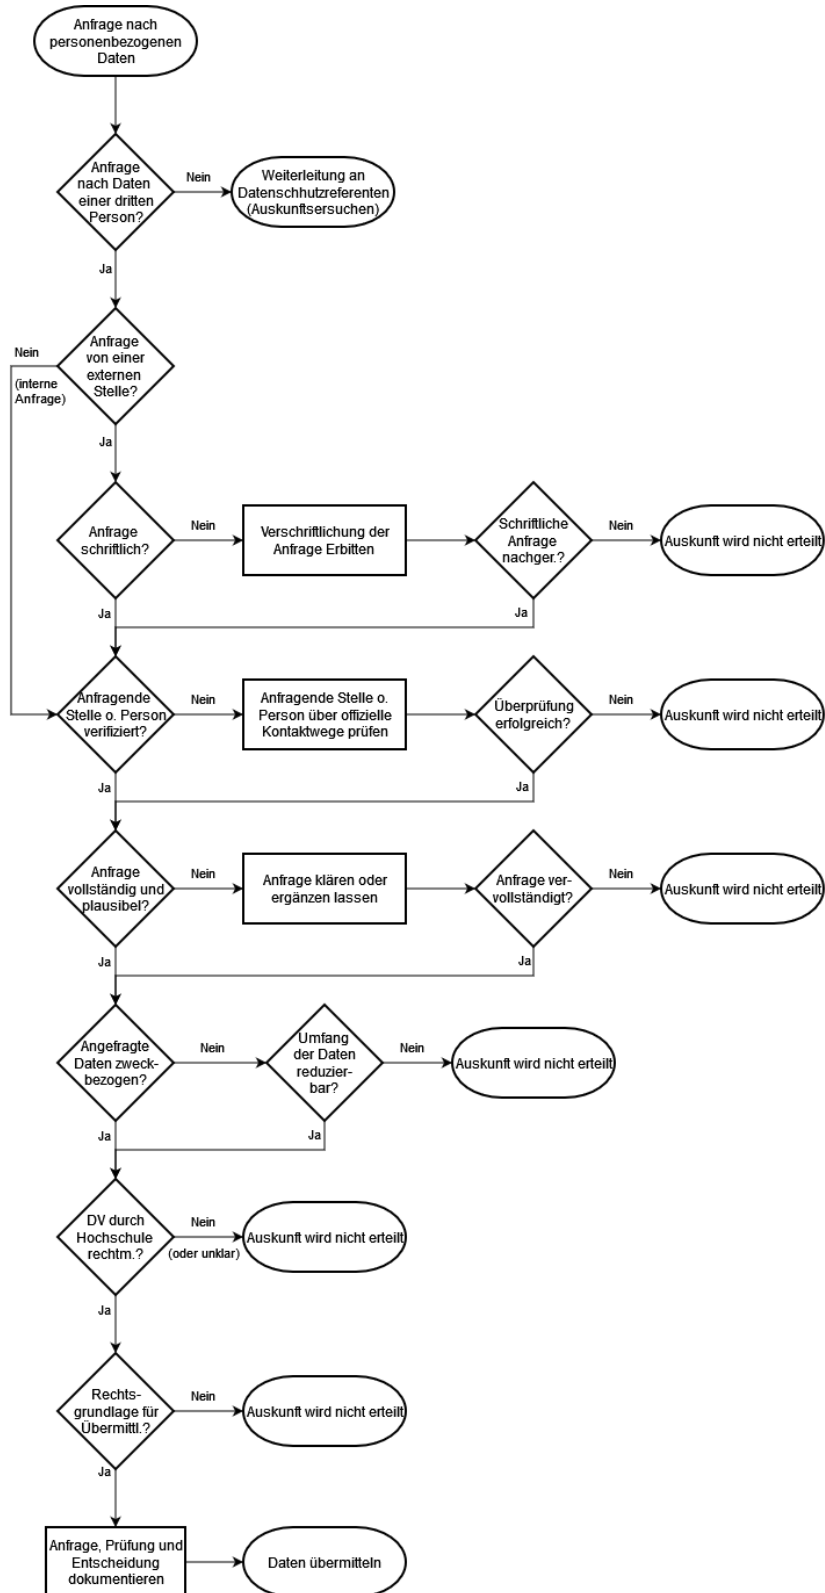 Anfrage nach
personenbezogenen
Daten
Anfrage
nach Daten
einer dritten
Person?
Nein
Weiterleitung an
Datenschhutzreferenten
(Auskunftsersuchen)
Ja
Anfrage
von einer
externen
Stelle?
Nein
(interne
Anfrage)
Ja
Anfrage
schriftlich?
Nein
Verschriftlichung der
Anfrage Erbitten
Schriftliche
Anfrage
nachger.?
Nein
Auskunft wird nicht erteilt
Ja
Ja
Anfragende
Stelle o. Person
verifiziert?
Nein
Anfragende Stelle o.
Person über offizielle
Kontaktwege prüfen
Überprüfung
erfolgreich?
Nein
Auskunft wird nicht erteilt
Ja
Ja
Anfrage
vollständig und
plausibel?
Nein
Anfrage klären oder
ergänzen lassen
Anfrage ver-
vollständigt?
Nein
Auskunft wird nicht erteilt
Ja
Ja
Angefragte
Daten zweck-
bezogen?
Nein
Umfang
der Daten
reduzier-
bar?
Nein
Auskunft wird nicht erteilt
Ja
Ja
DV durch
Hochschule
rechtm.?
Nein
(oder unklar)
Auskunft wird nicht erteilt
Ja
Rechts-
grundlage für
Übermittl.?
Nein
Auskunft wird nicht erteilt
Ja
Anfrage, Prüfung und
Entscheidung
dokumentieren
Daten übermitteln